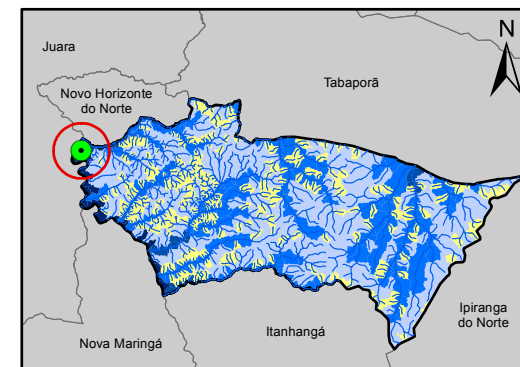 Juara
N
Tabaporã
Novo Horizonte
do Norte
Ipiranga
do Norte
Itanhangá
Nova Maringá